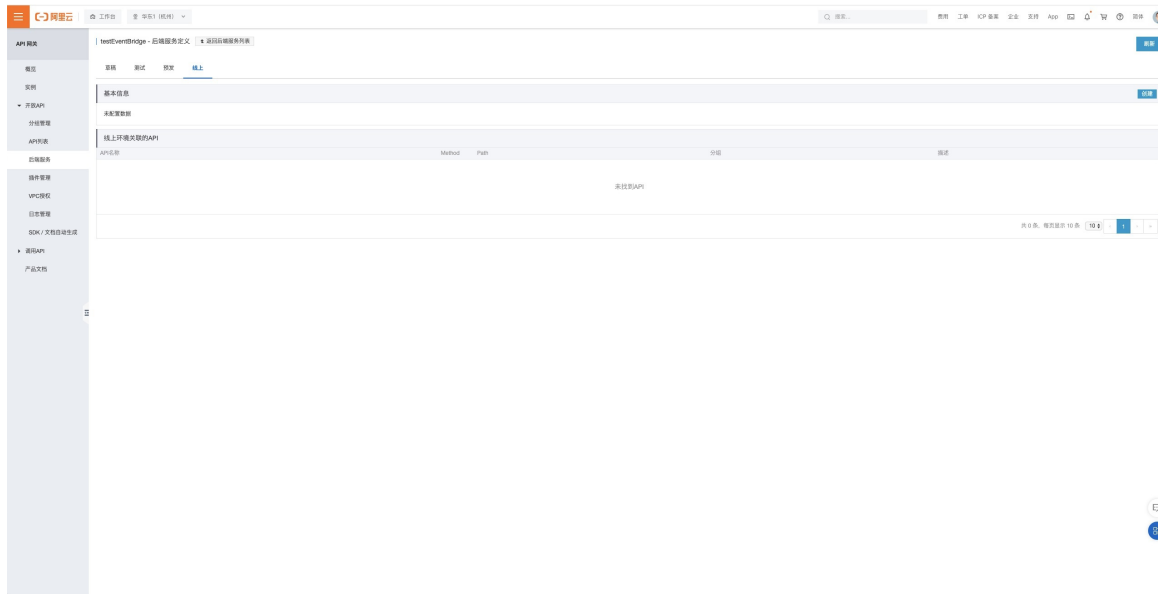 阿里云 工作台 华东1（杭州） 搜索... 费用 工单 ICP 备案 企业 支持 App 简体
API 网关
概览
实例
开放API
分组管理
API列表
后端服务
插件管理
VPC授权
日志管理
SDK / 文档自动生成
调用API
产品文档
testEventBridge - 后端服务定义 返回后端服务列表
刷新
草稿 测试 预发 线上
基本信息 创建
未配置数据
线上环境关联的API
API名称 Method Path 分组 描述
未找到API
共 0 条，每页显示 10 条 10 1